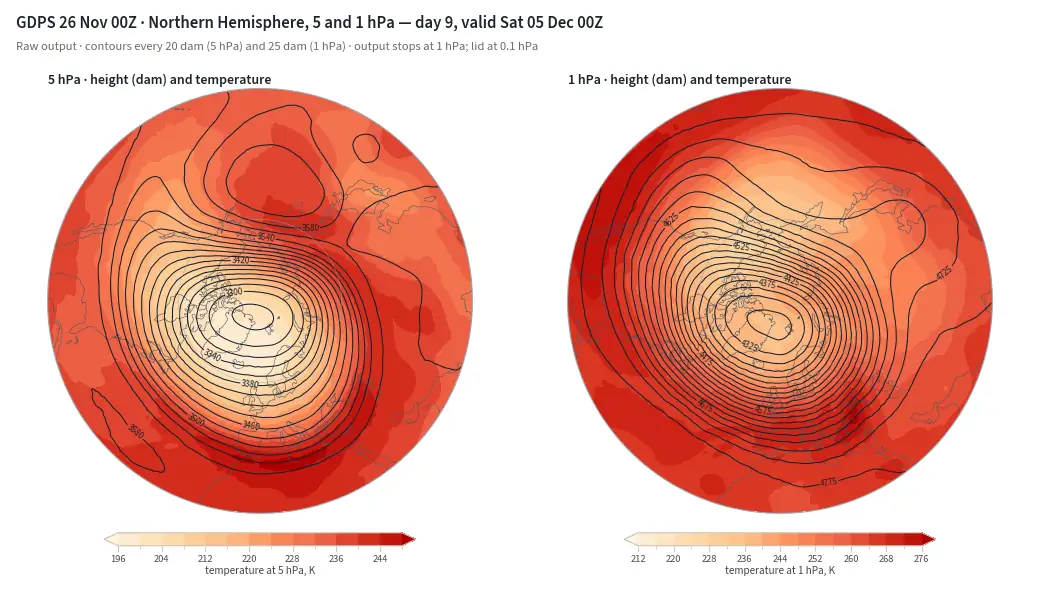 GDPS 26 Nov 00Z · Northern Hemisphere, 5 and 1 hPa — day 9, valid Sat 05 Dec 00Z
Raw output · contours every 20 dam (5 hPa) and 25 dam (1 hPa) · output stops at 1 hPa; lid at 0.1 hPa
5 hPa · height (dam) and temperature
1 hPa · height (dam) and temperature
3580
3540
3420
3300
3340
3380
3500
3460
3580
4625
4525
4725
4425
4375
4325
4475
4675
4575
4775
196 204 212 220 228 236 244
temperature at 5 hPa, K
212 220 228 236 244 252 260 268 276
temperature at 1 hPa, K